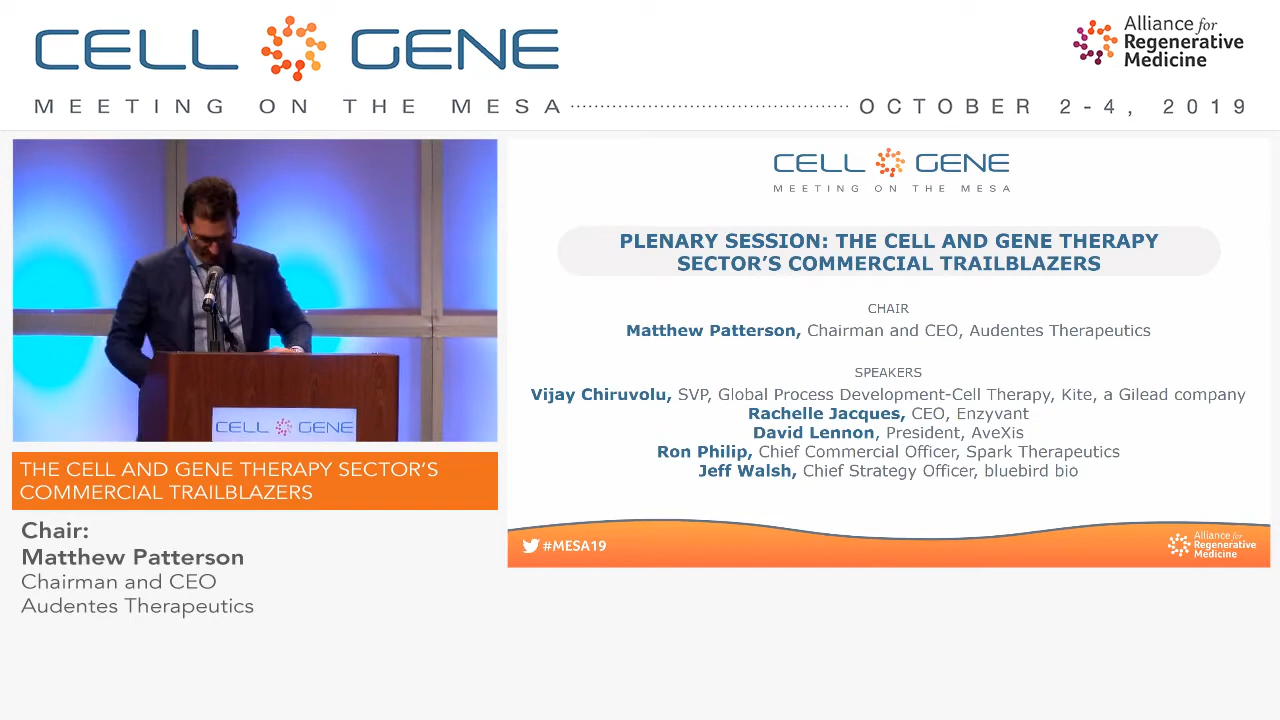 CELL GENE
MEETING ON THE MESA
OCTOBER 2-4, 2019
Alliance for
Regenerative
Medicine
CELL GENE
THE CELL AND GENE THERAPY SECTOR'S
COMMERCIAL TRAILBLAZERS
Chair:
Matthew Patterson
Chairman and CEO
Audentes Therapeutics
CELL GENE
MEETING ON THE MESA
PLENARY SESSION: THE CELL AND GENE THERAPY
SECTOR'S COMMERCIAL TRAILBLAZERS
CHAIR
Matthew Patterson, Chairman and CEO, Audentes Therapeutics
SPEAKERS
Vijay Chiruvolu, SVP, Global Process Development-Cell Therapy, Kite, a Gilead company
Rachelle Jacques, CEO, Enzyvant
David Lennon, President, AveXis
Ron Philip, Chief Commercial Officer, Spark Therapeutics
Jeff Walsh, Chief Strategy Officer, bluebird bio
#MESA19
Alliance for
Regenerative
Medicine